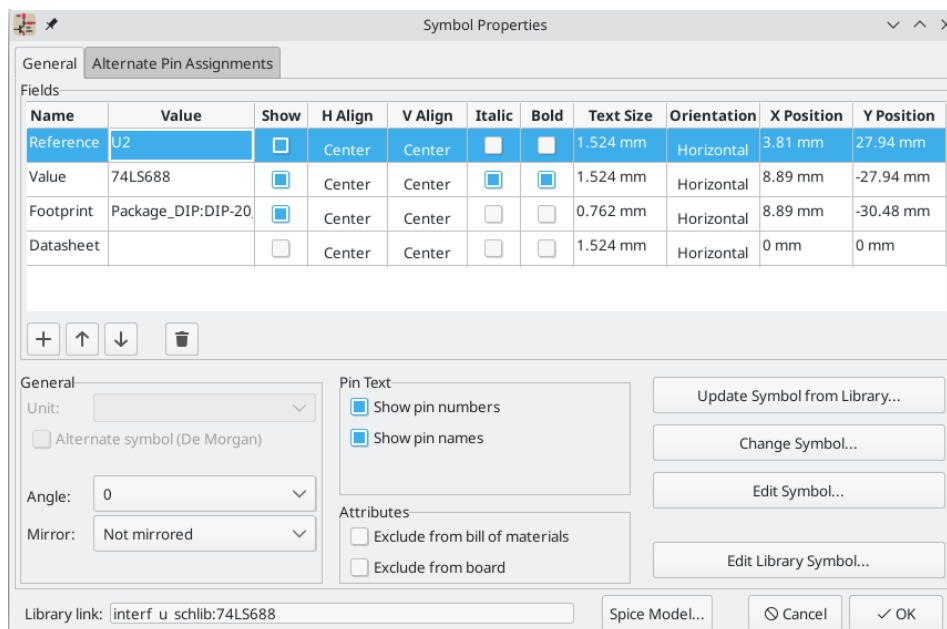 Symbol Properties
General Alternate Pin Assignments
Fields
Name Value Show H Align V Align Italic Bold Text Size Orientation X Position Y Position
Reference U2 Center Center 1.524 mm Horizontal 3.81 mm 27.94 mm
Value 74LS688 Center Center 1.524 mm Horizontal 8.89 mm -27.94 mm
Footprint Package_DIP:DIP-20_ Center Center 0.762 mm Horizontal 8.89 mm -30.48 mm
Datasheet Center Center 1.524 mm Horizontal 0 mm 0 mm
General
Unit:
Alternate symbol (De Morgan)
Angle: 0
Mirror: Not mirrored
Pin Text
Show pin numbers
Show pin names
Attributes
Exclude from bill of materials
Exclude from board
Update Symbol from Library...
Change Symbol...
Edit Symbol...
Edit Library Symbol...
Library link: interf_u_schlib:74LS688
Spice Model... Cancel OK